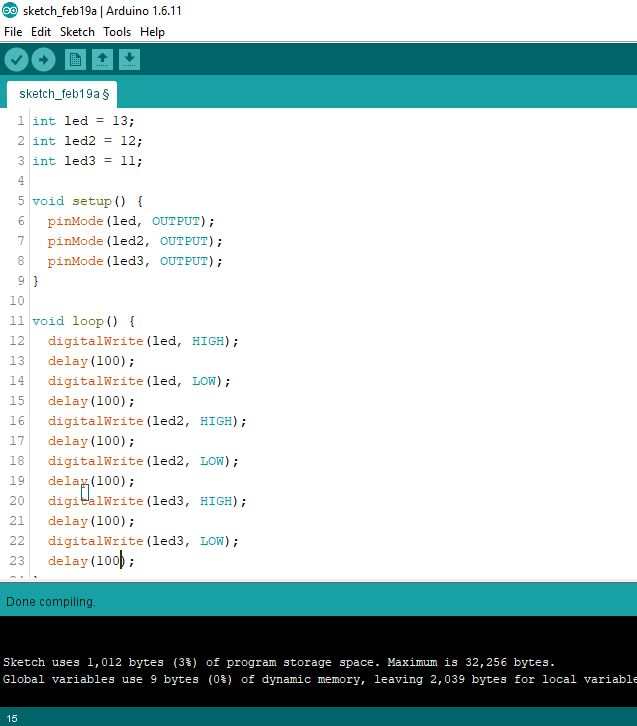 sketch_feb19a | Arduino 1.6.11
File Edit Sketch Tools Help
sketch_feb19a §
1 int led = 13;
2 int led2 = 12;
3 int led3 = 11;
4
5 void setup() {
6 pinMode(led, OUTPUT);
7 pinMode(led2, OUTPUT);
8 pinMode(led3, OUTPUT);
9 }
10
11 void loop() {
12 digitalWrite(led, HIGH);
13 delay(100);
14 digitalWrite(led, LOW);
15 delay(100);
16 digitalWrite(led2, HIGH);
17 delay(100);
18 digitalWrite(led2, LOW);
19 delay(100);
20 digitalWrite(led3, HIGH);
21 delay(100);
22 digitalWrite(led3, LOW);
23 delay(100);
Done compiling.
Sketch uses 1,012 bytes (3%) of program storage space. Maximum is 32,256 bytes.
Global variables use 9 bytes (0%) of dynamic memory, leaving 2,039 bytes for local variable
15